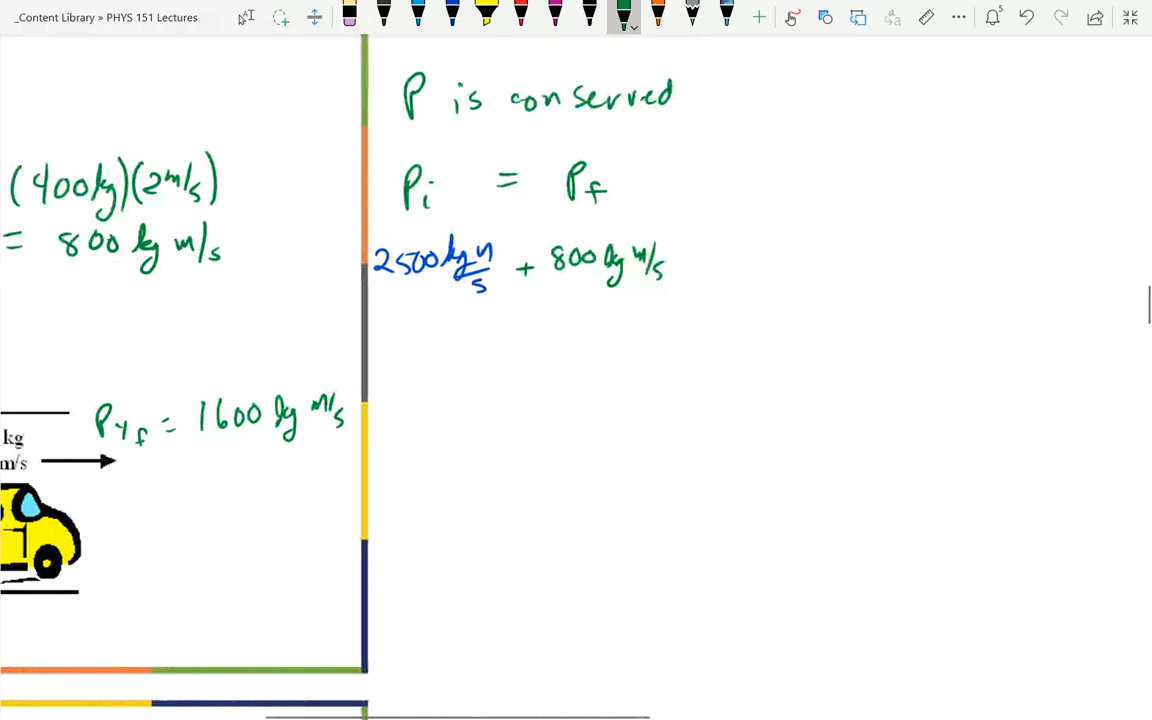 _Content Library » PHYS 151 Lectures
5
P is conserved
(400kg)(2m/s)
Pi = Pf
= 800 kg m/s
2500 kg m/s + 800 kg m/s
PYf = 1600 kg m/s
kg
m/s